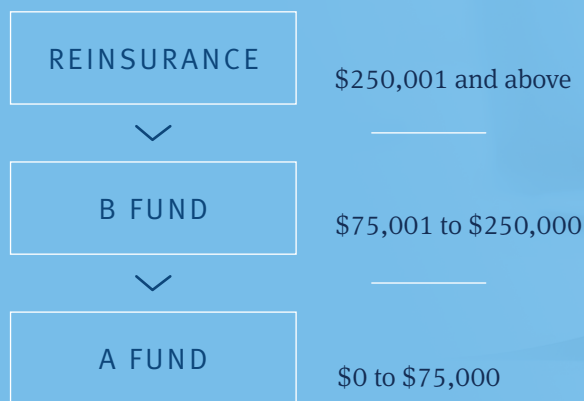 REINSURANCE
$250,001 and above
B FUND
$75,001 to $250,000
A FUND
$0 to $75,000